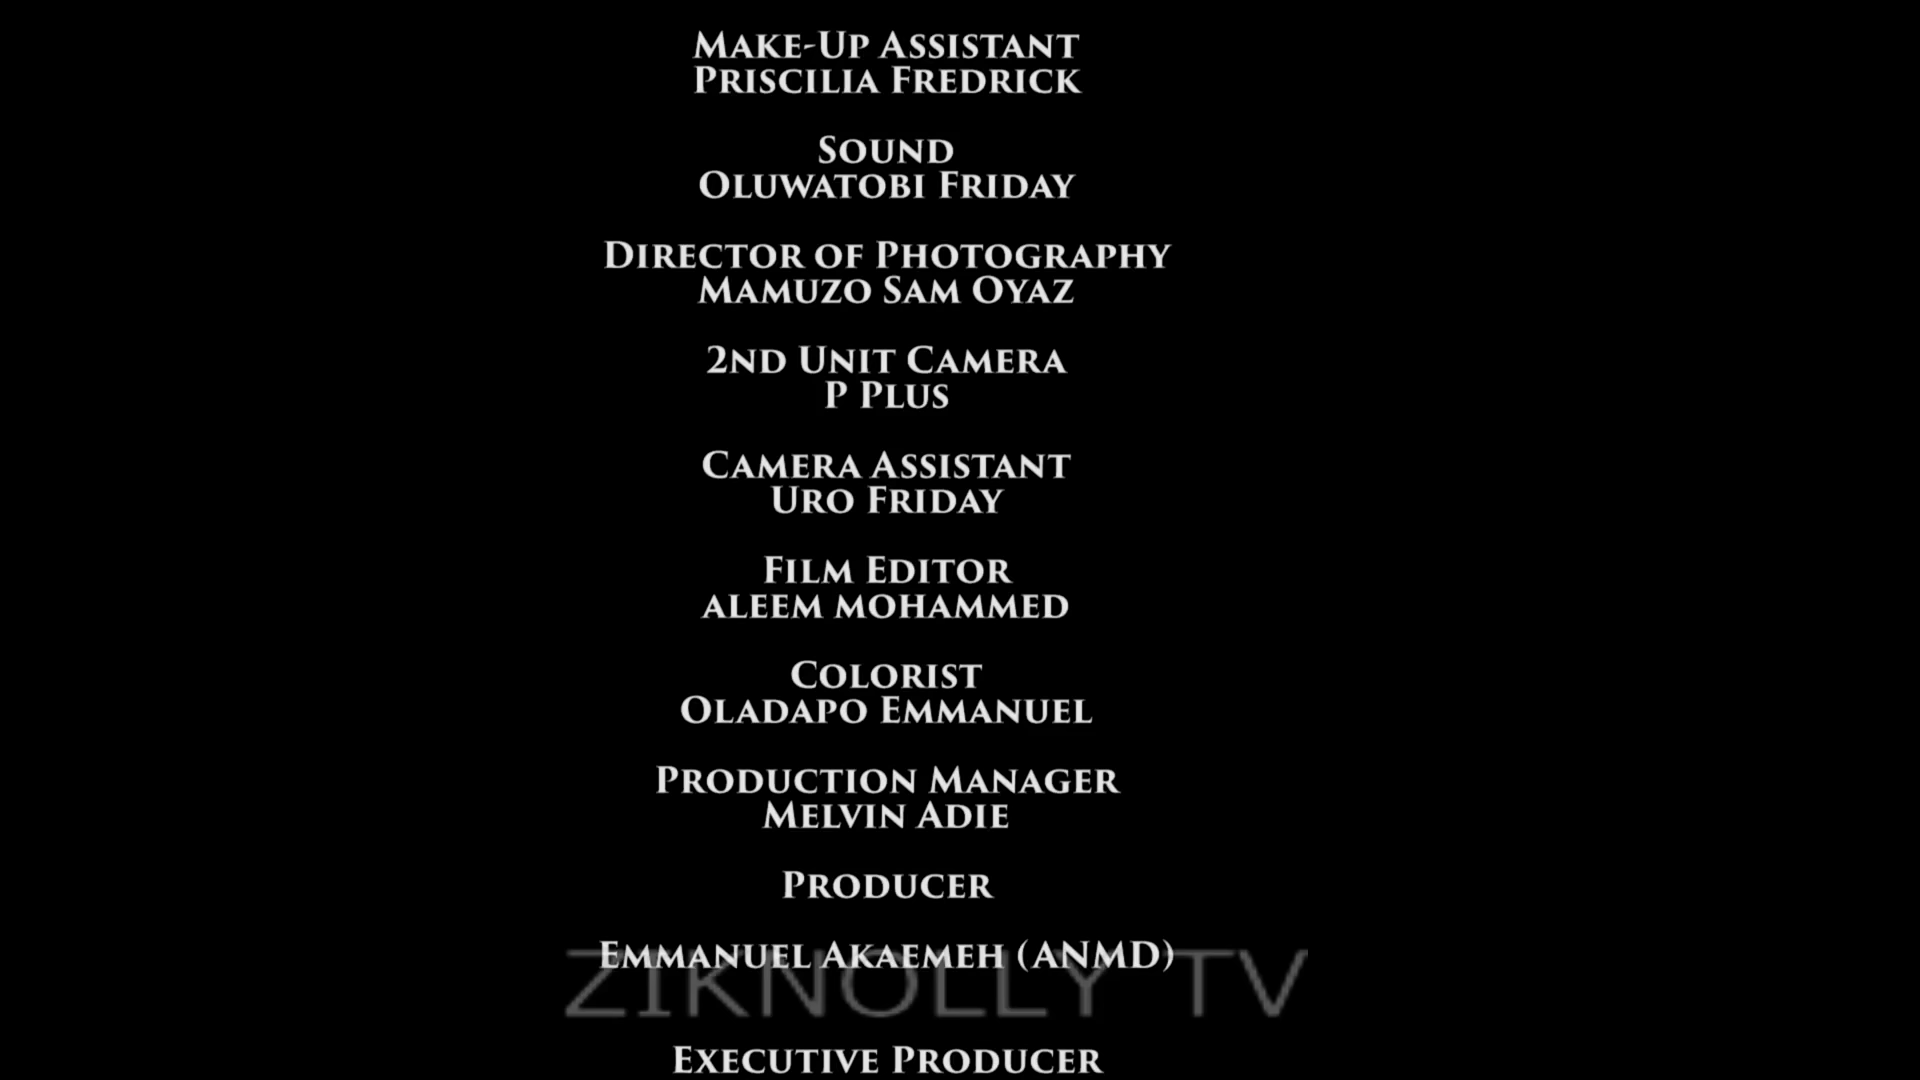 Make-Up Assistant
Priscilia Fredrick
Sound
Oluwatobi Friday
Director of Photography
Mamuzo Sam Oyaz
2nd Unit Camera
P Plus
Camera Assistant
Uro Friday
Film Editor
aleem mohammed
Colorist
Oladapo Emmanuel
Production Manager
Melvin Adie
Producer
Emmanuel Akaemeh (ANMD)
ZIKNOLLY TV
Executive Producer